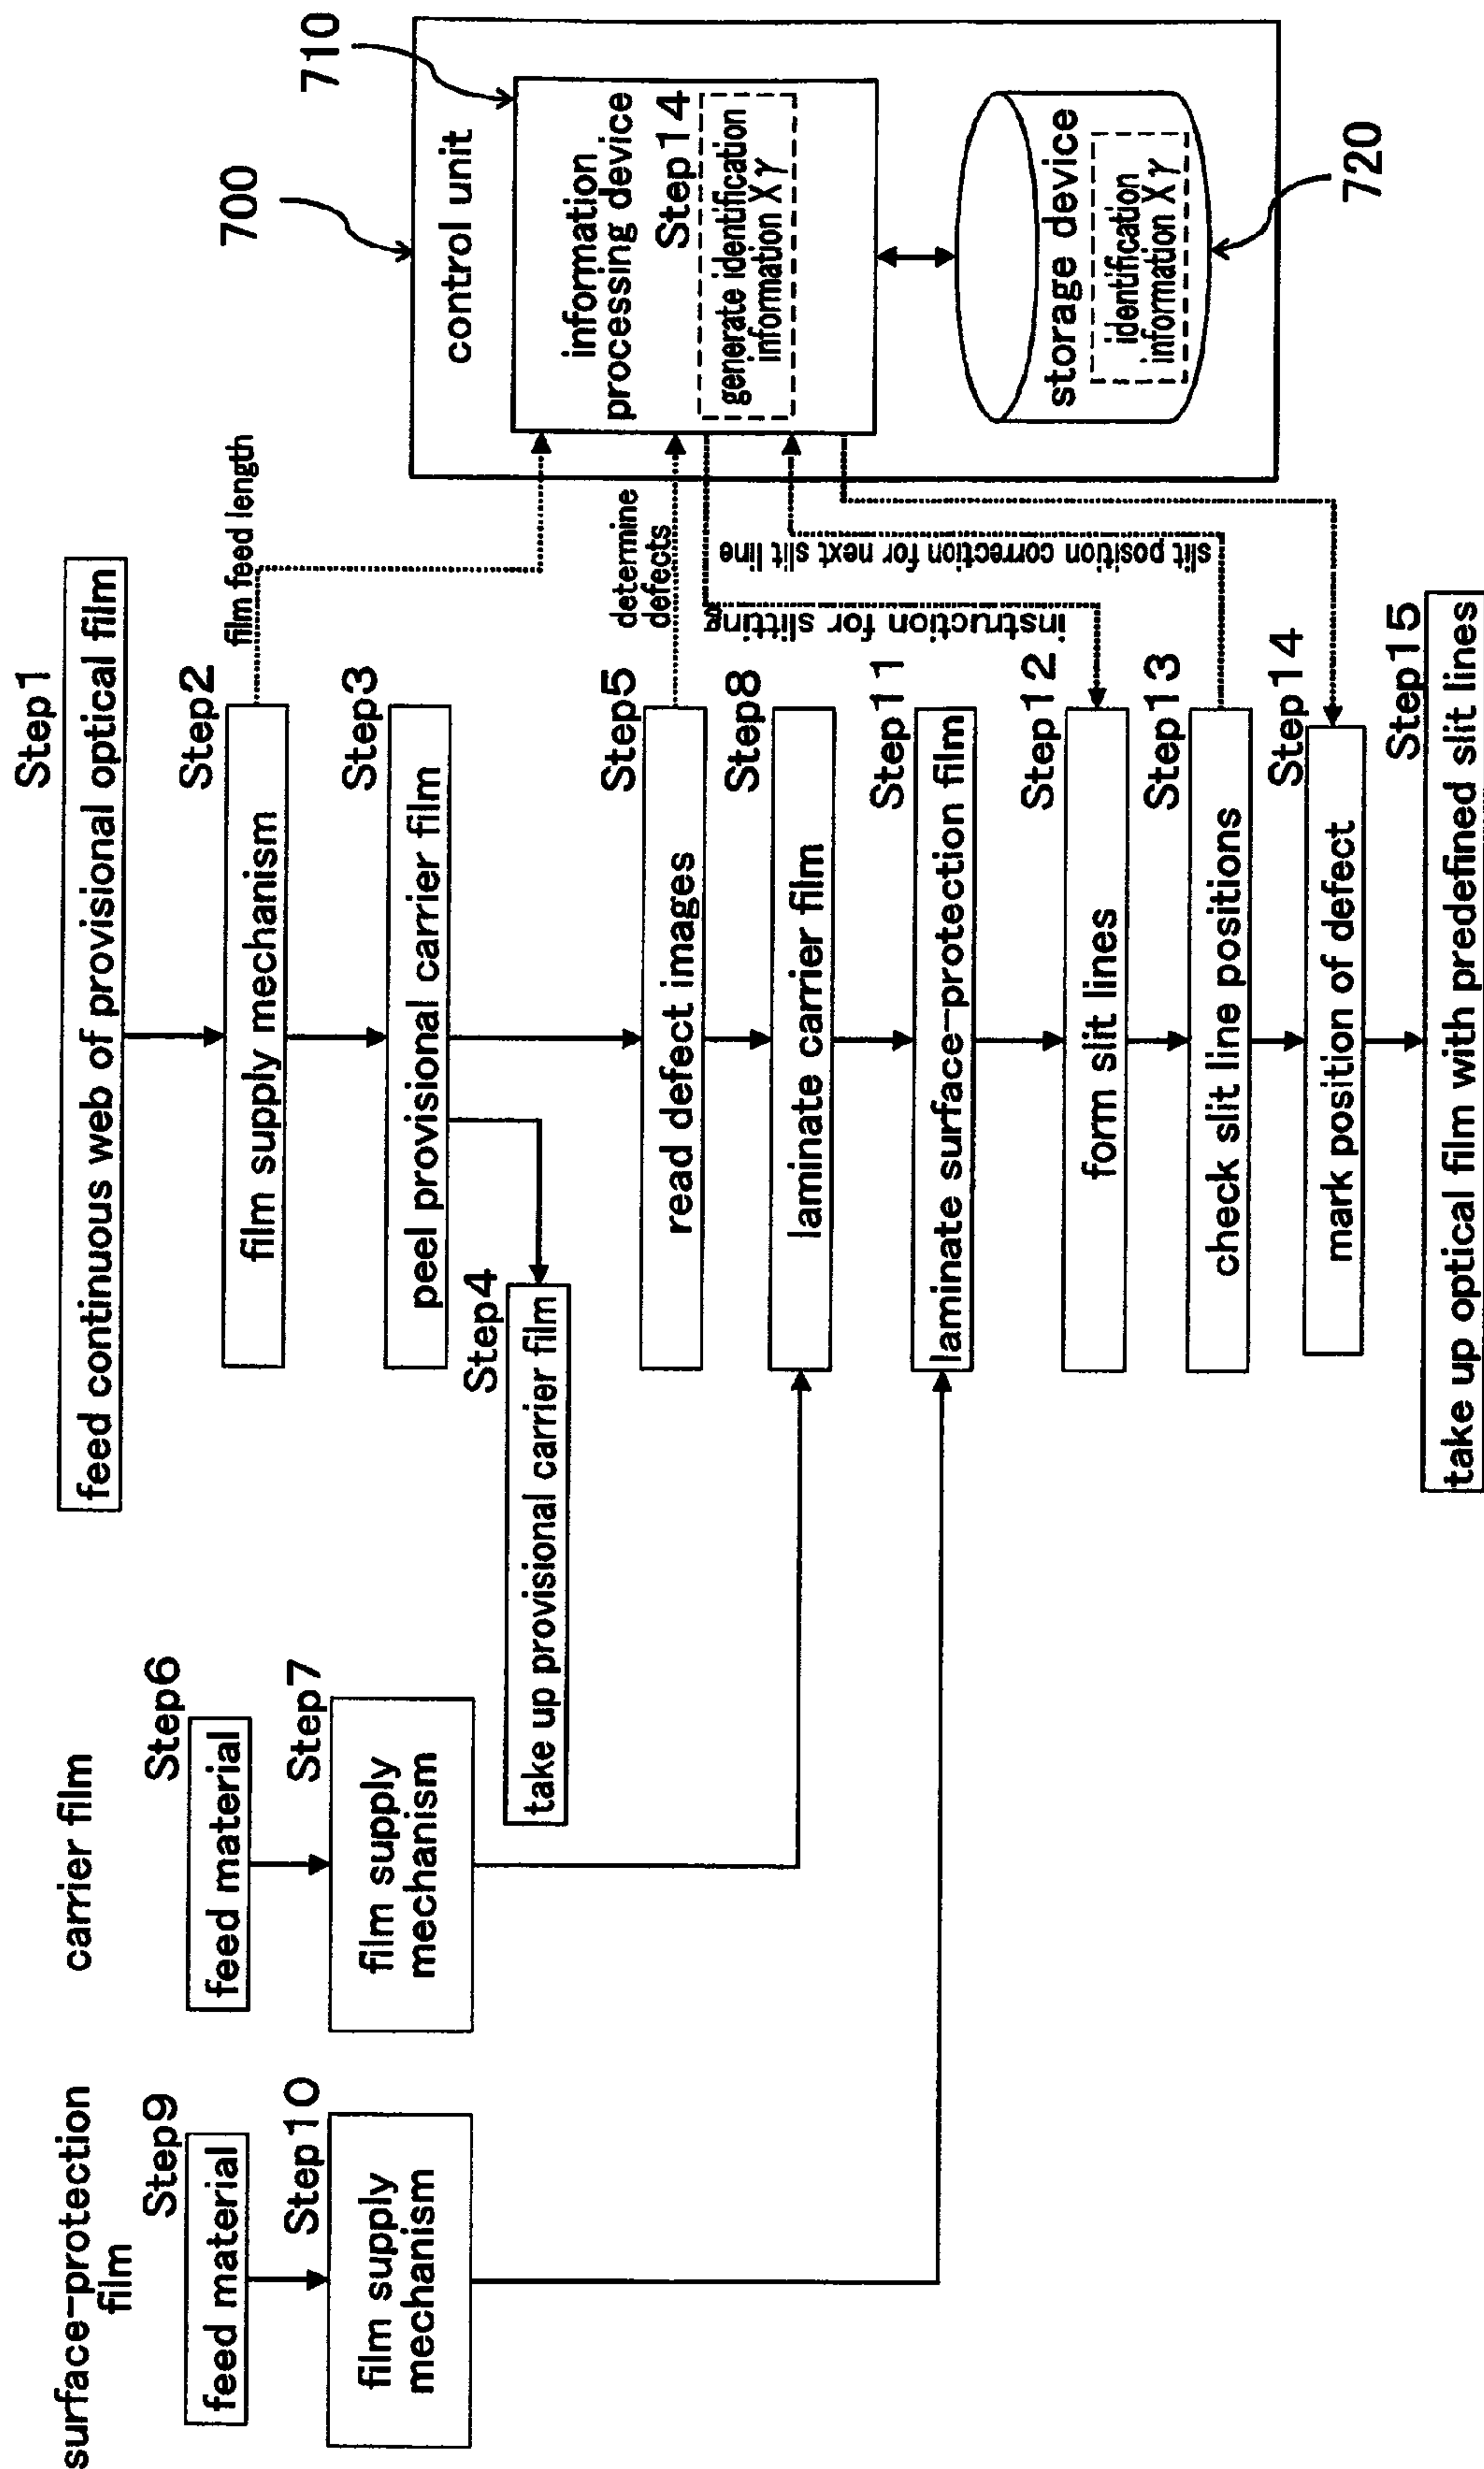 surface-protection
film
Step9
feed material
Step10
film supply
mechanism
carrier film
Step6
feed material
Step7
film supply
mechanism
Step1
feed continuous web of provisional optical film
Step2
film supply mechanism
film feed length
Step3
peel provisional carrier film
Step4
take up provisional carrier film
Step5
read defect images
determine
defects
Step8
laminate carrier film
Step11
laminate surface-protection film
instruction for slitting
Step12
form slit lines
slit position correction for next slit line
Step13
check slit line positions
Step14
mark position of defect
Step15
take up optical film with predefined slit lines
700
control unit
710
information
processing device
Step14
generate identification
information Xγ
storage device
identification
information Xγ
720